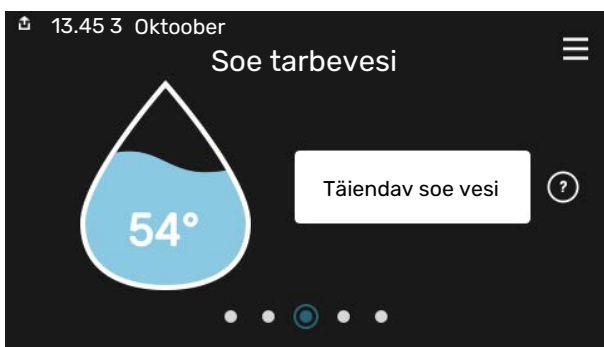 13.45 3 Oktoober
Soe tarbevesi
Täiendav soe vesi
?
54°